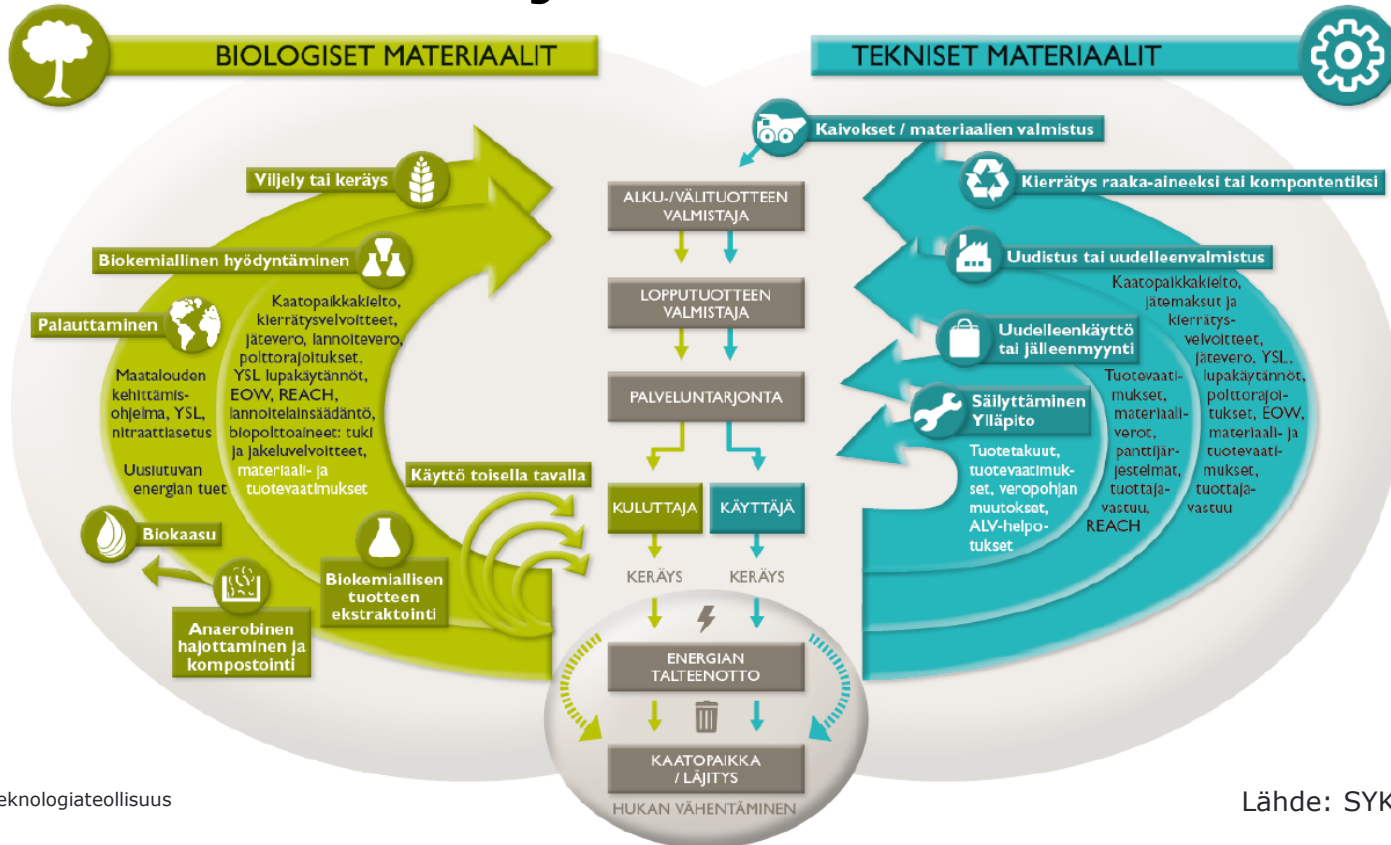 BIOLOGISET MATERIAALIT
TEKNISET MATERIAALIT
Kaivokset / materiaalien valmistus
Viljely tai keräys
Kierrätys raaka-aineeksi tai kompontentiksi
ALKU-/VÄLITUOTTEEN
VALMISTAJA
Biokemiallinen hyödyntäminen
Uudistus tai uudelleenvalmistus
LOPPUTUOTTEEN
VALMISTAJA
Palauttaminen
Kaatopaikkakielto,
kierrätysvelvoitteet,
jätevero, lannoitevero,
polttorajoitukset,
YSL lupakäytännöt,
EOW, REACH,
lannoitelainsäädäntö,
biopolttoaineet: tuki
ja jakeluvelvoitteet,
materiaali- ja
tuotevaatimukset
Maatalouden
kehittämis-
ohjelma, YSL,
nitraattiasetus
Uusiutuvan
energian tuet
Uudelleenkäyttö
tai jälleenmyynti
Kaatopaikkakielto,
jätemaksut ja
kierrätys-
velvoitteet,
jätevero, YSL,
lupakäytännöt,
polttorajoi-
tukset, EOW,
materiaali- ja
tuotevaati-
mukset,
tuottaja-
vastuu
PALVELUNTARJONTA
Säilyttäminen
Ylläpito
Tuotevaati-
mukset,
materiaali-
verot,
panttijär-
jestelmät,
tuottaja-
vastuu,
REACH
Tuotetakuut,
tuotevaatimuk-
set, veropohjan
muutokset,
ALV-helpo-
tukset
Käyttö toisella tavalla
KULUTTAJA
KÄYTTÄJÄ
Biokaasu
KERÄYS
KERÄYS
Biokemiallisen
tuotteen
ekstraktointi
Anaerobinen
hajottaminen ja
kompostointi
ENERGIAN
TALTEENOTTO
KAATOPAIKKA
/ LÄJITYS
HUKAN VÄHENTÄMINEN
eknologiateollisuus
Lähde: SYK